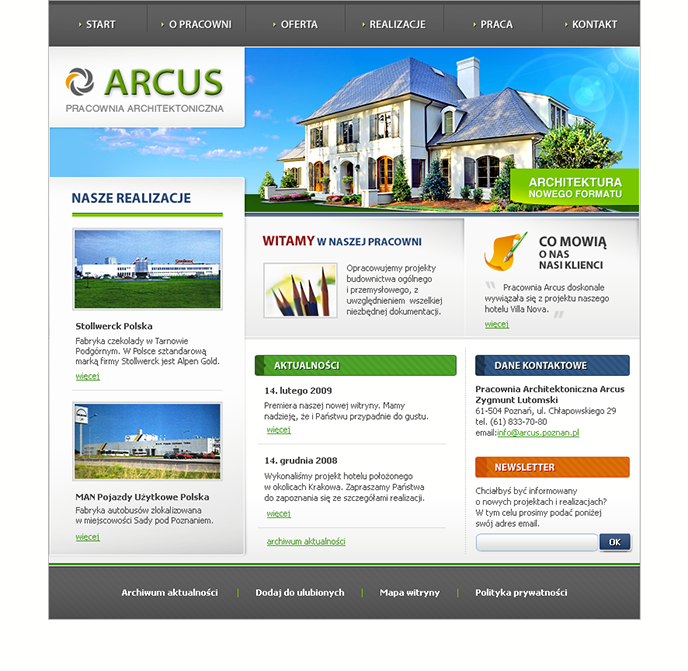 START
O PRACOWNI
OFERTA
REALIZACJE
PRACA
KONTAKT
ARCUS
PRACOWNIA ARCHITEKTONICZNA
ARCHITEKTURA
NOWEGO FORMATU
NASZE REALIZACJE
Stollwerck Polska
Fabryka czekolady w Tarnowie
Podgórnym. W Polsce sztandarową
marką firmy Stollwerck jest Alpen Gold.
więcej
MAN Pojazdy Użytkowe Polska
Fabryka autobusów zlokalizowana
w miejscowości Sady pod Poznaniem.
więcej
WITAMY W NASZEJ PRACOWNI
Opracowujemy projekty
budownictwa ogólnego
i przemysłowego, z
uwzględnieniem wszelkiej
niezbędnej dokumentacji.
CO MOWIĄ
O NAS
NASI KLIENCI
" Pracownia Arcus doskonale
wywiązała się z projektu naszego
hotelu Villa Nova. "
więcej
AKTUALNOŚCI
14. lutego 2009
Premiera naszej nowej witryny. Mamy
nadzieję, że i Państwu przypadnie do gustu.
więcej
14. grudnia 2008
Wykonaliśmy projekt hotelu położonego
w okolicach Krakowa. Zapraszamy Państwa
do zapoznania się ze szczegółami realizacji.
więcej
archiwum aktualności
DANE KONTAKTOWE
Pracownia Architektoniczna Arcus
Zygmunt Lutomski
61-504 Poznań, ul. Chłapowskiego 29
tel. (61) 833-70-80
email:info@arcus.poznan.pl
NEWSLETTER
Chciałbyś być informowany
o nowych projektach i realizacjach?
W tym celu prosimy podać poniżej
swój adres email.
OK
Archiwum aktualności
Dodaj do ulubionych
Mapa witryny
Polityka prywatności